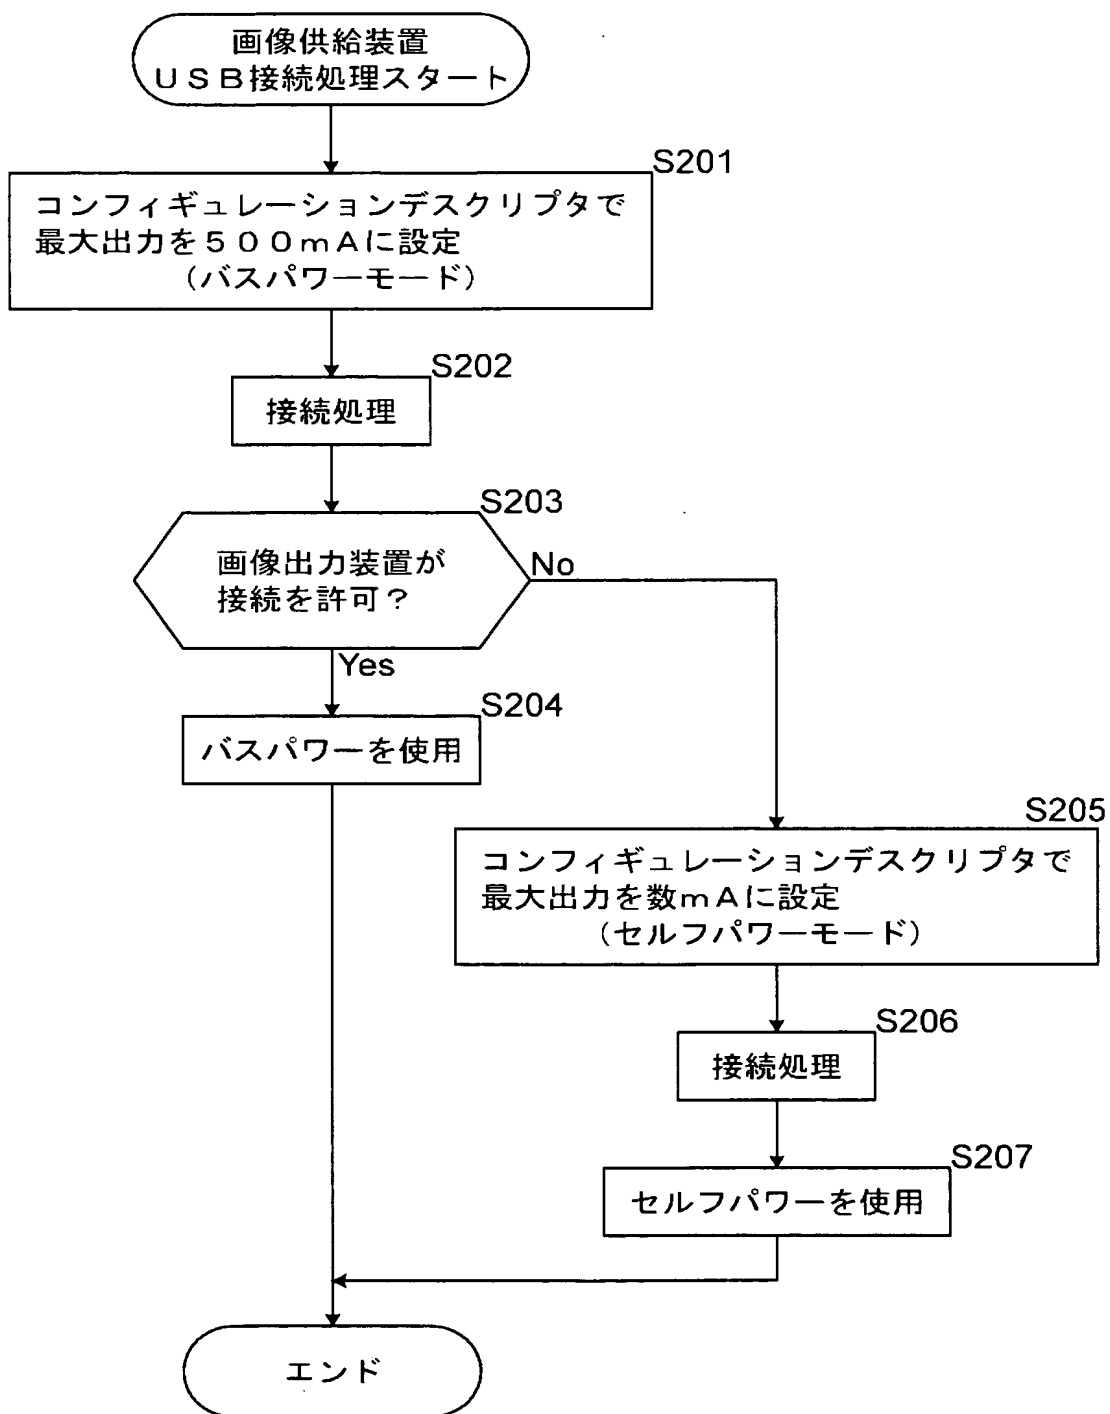 画像供給装置
ＵＳＢ接続処理スタート
S201
コンフィギュレーションデスクリプタで
最大出力を５００ｍＡに設定
（バスパワーモード）
S202
接続処理
S203
画像出力装置が
接続を許可？
No
Yes
S204
バスパワーを使用
S205
コンフィギュレーションデスクリプタで
最大出力を数ｍＡに設定
（セルフパワーモード）
S206
接続処理
S207
セルフパワーを使用
エンド